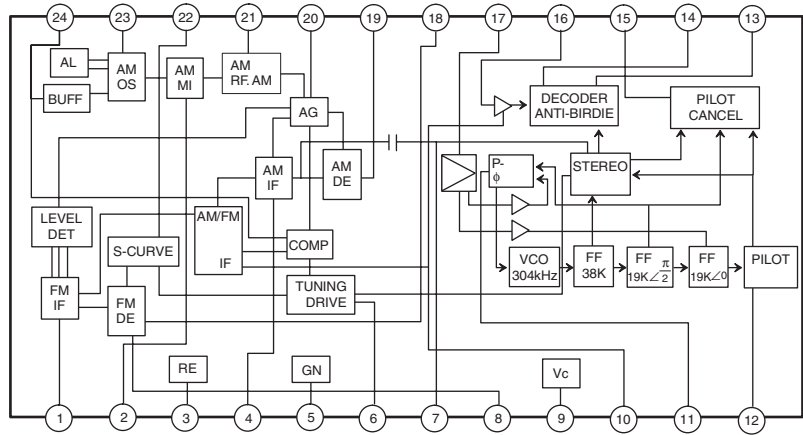 24 23 22 21 20 19 18 17 16 15 14 13
AL
BUFF
AM
OS
AM
MI
AM
RF. AM
AG
AM
IF
AM
DE
DECODER
ANTI-BIRDIE
PILOT
CANCEL
P-
ϕ
STEREO
LEVEL
DET
S-CURVE
AM/FM
IF
COMP
TUNING
DRIVE
FM
IF
FM
DE
VCO
304kHz
FF
38K
FF
19K∠π/2
FF
19K∠0
PILOT
RE
GN
Vc
1 2 3 4 5 6 7 8 9 10 11 12